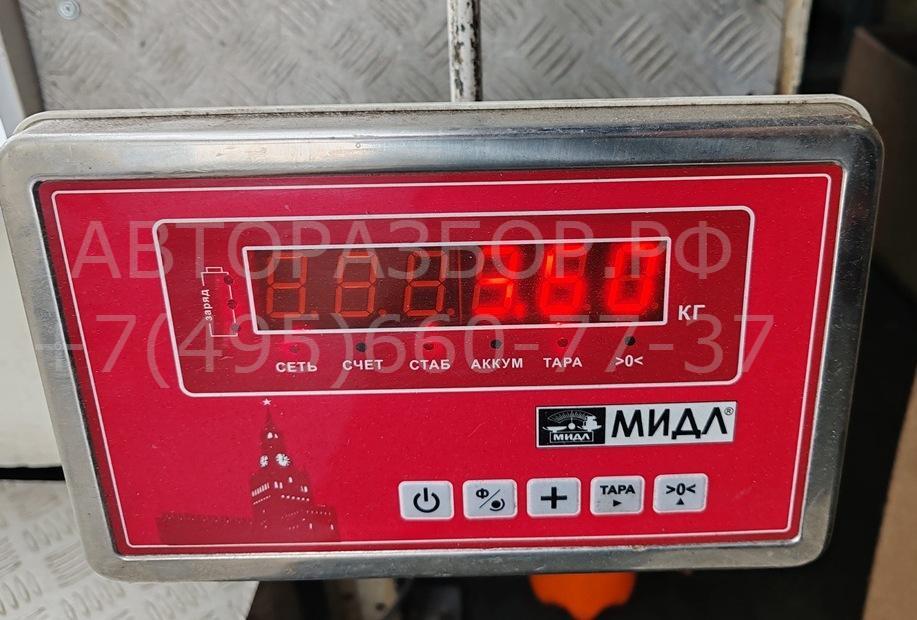 АВТОРАЗБОР.РФ
3.60
КГ
заряд
+7(495)660-77-37
СЕТЬ СЧЕТ СТАБ АККУМ ТАРА >0<
МИДЛ МИДЛ®
Ф ТАРА >0<